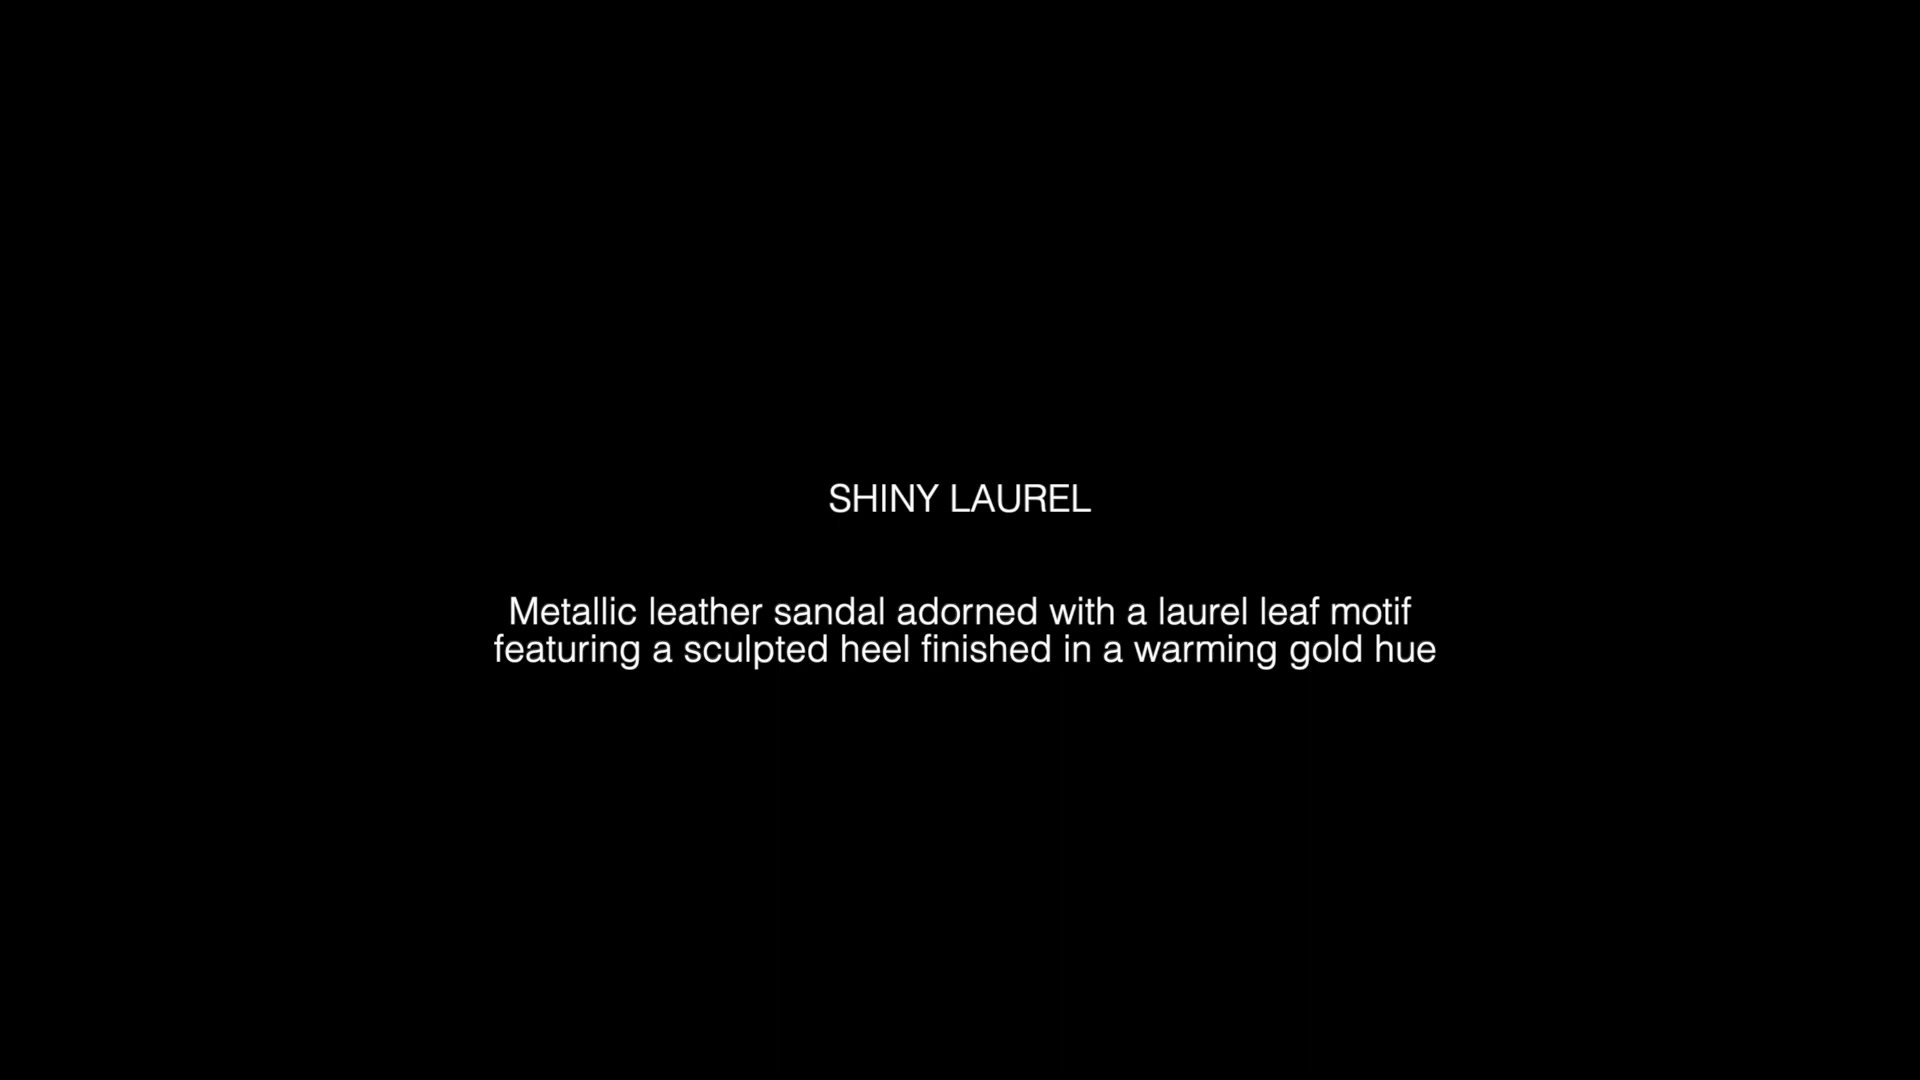 SHINY LAUREL
Metallic leather sandal adorned with a laurel leaf motif
featuring a sculpted heel finished in a warming gold hue